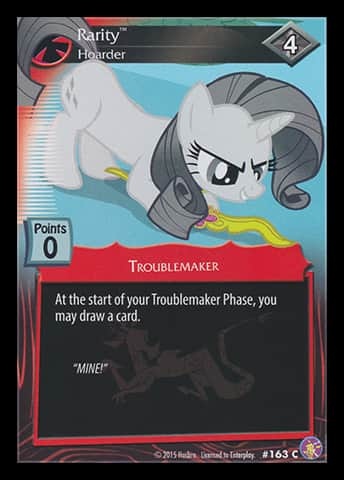 Rarity™
Hoarder
4
Points
0
TROUBLEMAKER
At the start of your Troublemaker Phase, you
may draw a card.
"MINE!"
© 2015 Hasbro. Licensed to Enterplay. #163 C